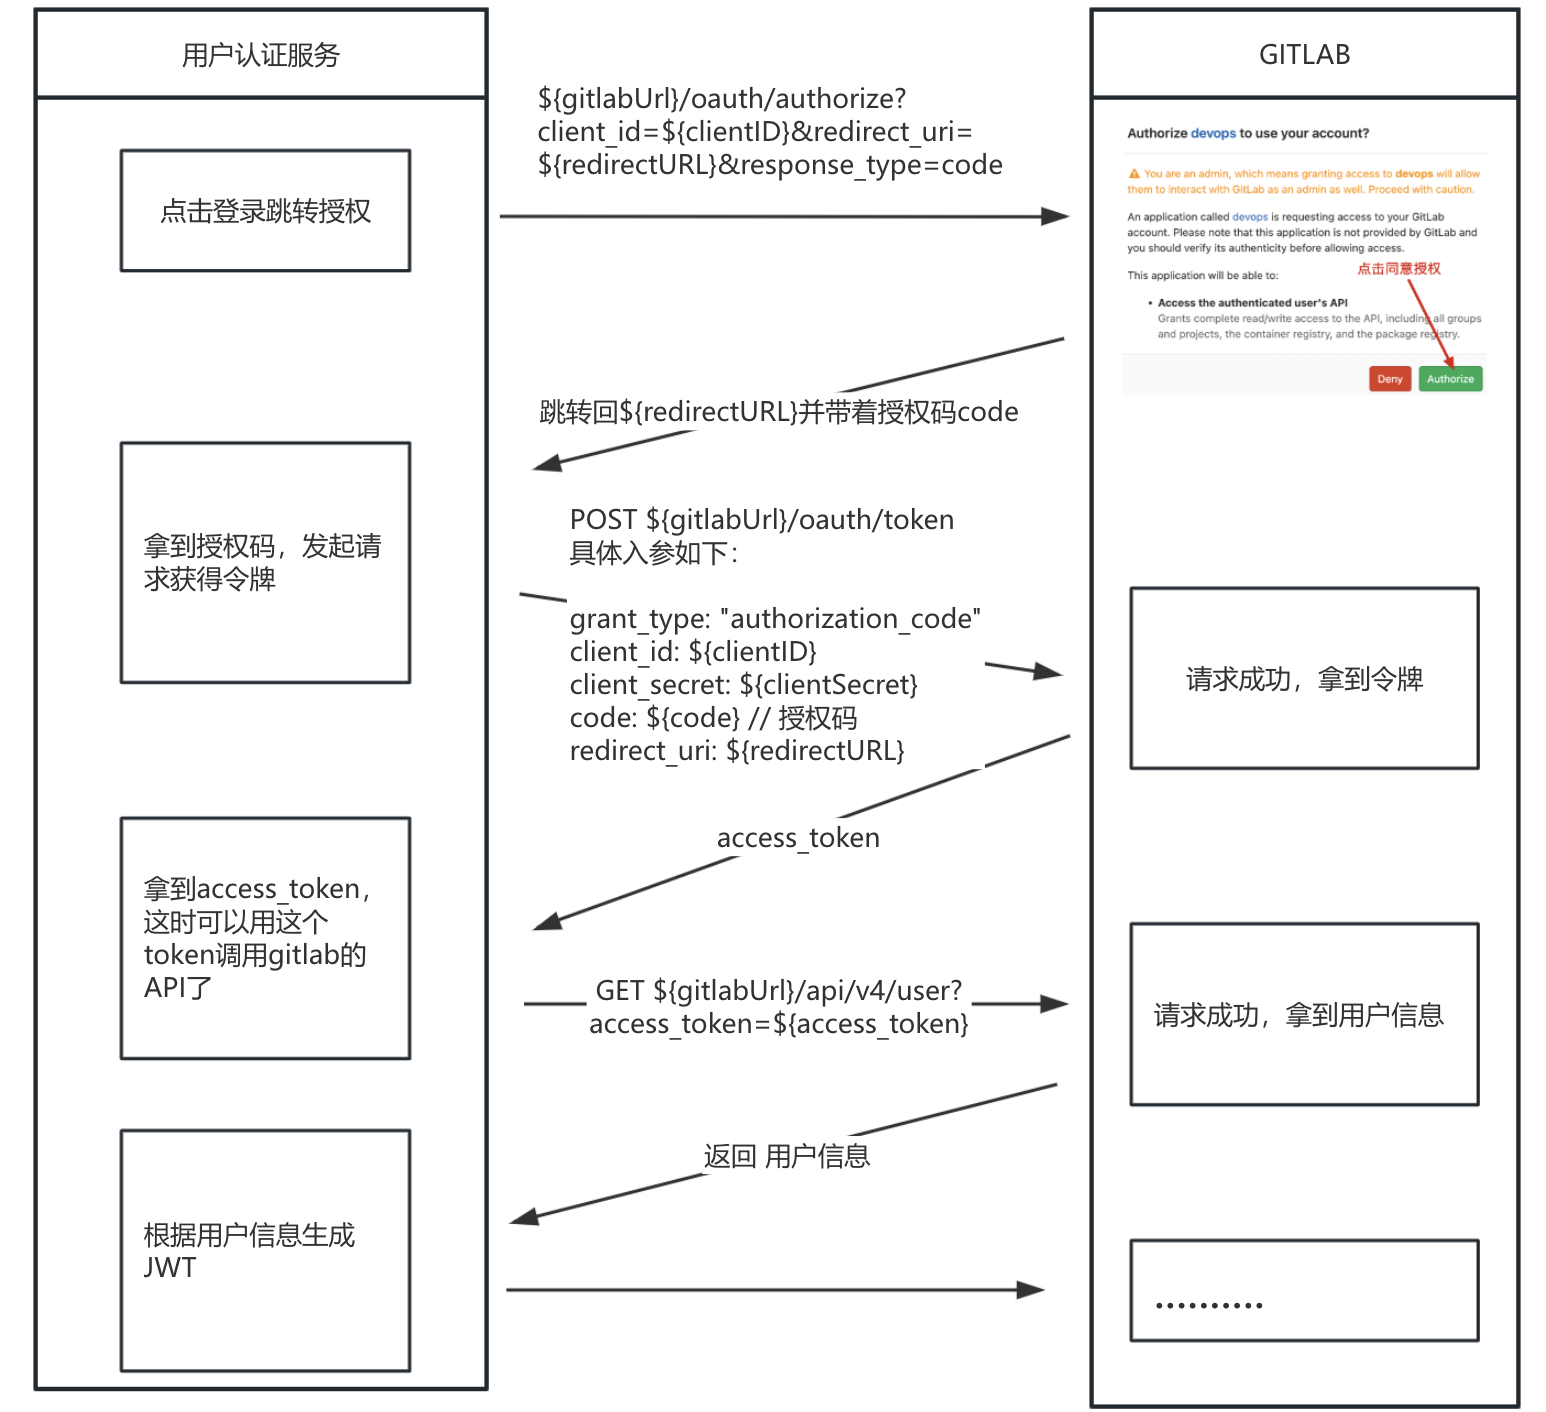 用户认证服务
GITLAB
${gitlabUrl}/oauth/authorize?
client_id=${clientID}&redirect_uri=
${redirectURL}&response_type=code
点击登录跳转授权
Authorize devops to use your account?
You are an admin, which means granting access to devops will allow
them to interact with GitLab as an admin as well. Proceed with caution.
An application called devops is requesting access to your GitLab
account. Please note that this application is not provided by GitLab and
you should verify its authenticity before allowing access.
点击同意授权
This application will be able to:
• Access the authenticated user's API
Grants complete read/write access to the API, including all groups
and projects, the container registry, and the package registry.
Deny
Authorize
跳转回${redirectURL}并带着授权码code
拿到授权码，发起请
求获得令牌
POST ${gitlabUrl}/oauth/token
具体入参如下：
grant_type: "authorization_code"
client_id: ${clientID}
client_secret: ${clientSecret}
code: ${code} // 授权码
redirect_uri: ${redirectURL}
请求成功，拿到令牌
access_token
拿到access_token，
这时可以用这个
token调用gitlab的
API了
GET ${gitlabUrl}/api/v4/user?
access_token=${access_token}
请求成功，拿到用户信息
返回 用户信息
根据用户信息生成
JWT
..........